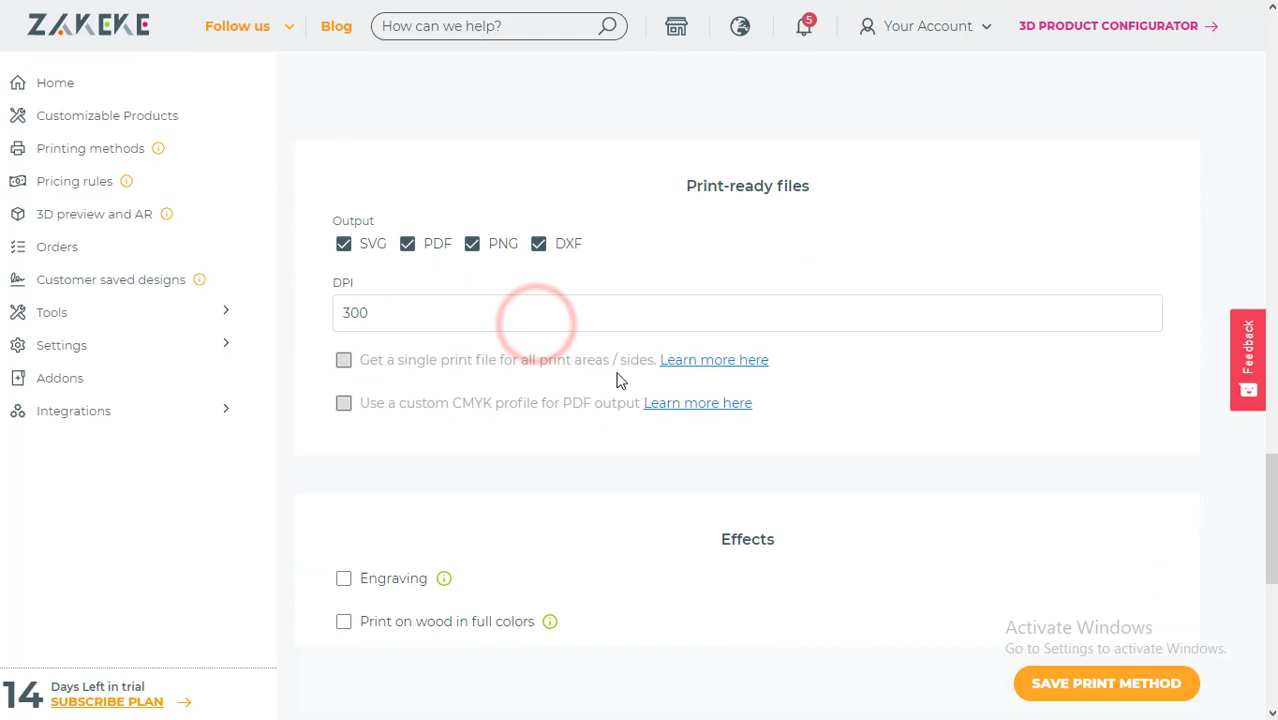 ZAKEKE
Follow us
Blog
How can we help?
5
Your Account
3D PRODUCT CONFIGURATOR
Home
Customizable Products
Printing methods
Pricing rules
3D preview and AR
Orders
Customer saved designs
Tools
Settings
Addons
Integrations
14
Days Left in trial
SUBSCRIBE PLAN
Print-ready files
Output
SVG PDF PNG DXF
DPI
300
Get a single print file for all print areas / sides. Learn more here
Use a custom CMYK profile for PDF output Learn more here
Effects
Engraving
Print on wood in full colors
Feedback
Activate Windows
Go to Settings to activate Windows.
SAVE PRINT METHOD